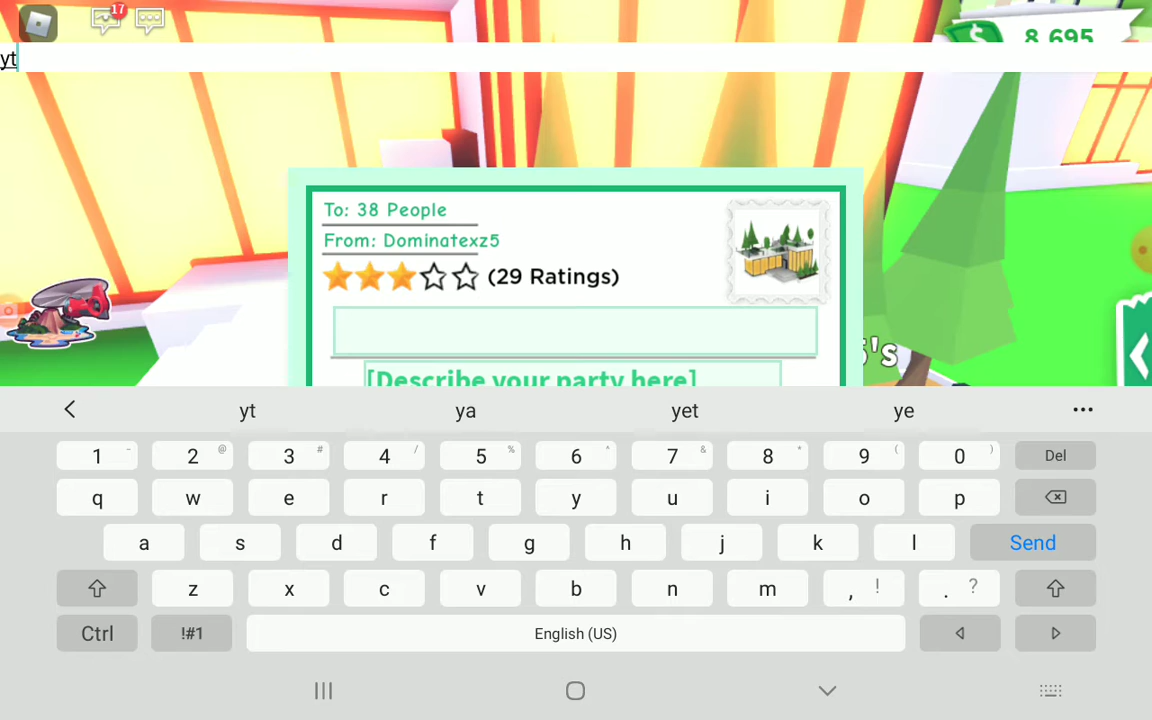 17
8,695
yt
To: 38 People
From: Dominatexz5
(29 Ratings)
5's
[Describe your party here]
yt ya yet ye
1 - 2 @ 3 # 4 / 5 % 6 ^ 7 & 8 * 9 ( 0 ) Del
q w e r t y u i o p
a s d f g h j k l Send
z x c v b n m , ! . ?
Ctrl !#1 English (US)